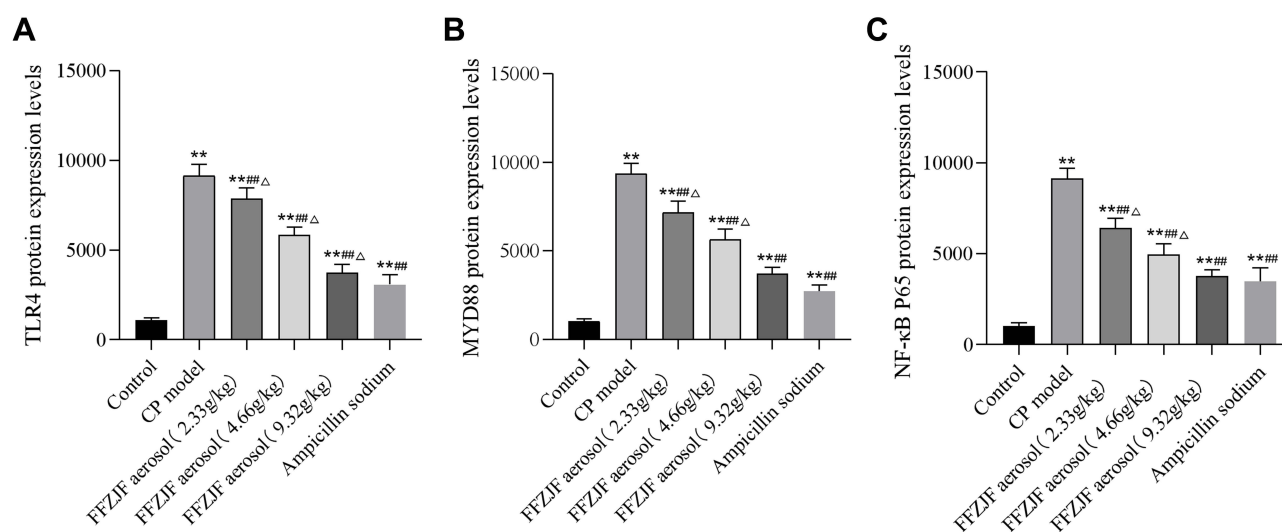 A
TLR4 protein expression levels
15000
10000
5000
0
**
**##△
**##△
**##△
**##
Control
CP model
FFZJF aerosol( 2.33g/kg)
FFZJF aerosol( 4.66g/kg)
FFZJF aerosol( 9.32g/kg)
Ampicillin sodium
B
MYD88 protein expression levels
15000
10000
5000
0
**
**##△
**##△
**##
**##
Control
CP model
FFZJF aerosol( 2.33g/kg)
FFZJF aerosol( 4.66g/kg)
FFZJF aerosol( 9.32g/kg)
Ampicillin sodium
C
NF-κB P65 protein expression levels
15000
10000
5000
0
**
**##△
**##△
**##
**##
Control
CP model
FFZJF aerosol( 2.33g/kg)
FFZJF aerosol( 4.66g/kg)
FFZJF aerosol( 9.32g/kg)
Ampicillin sodium